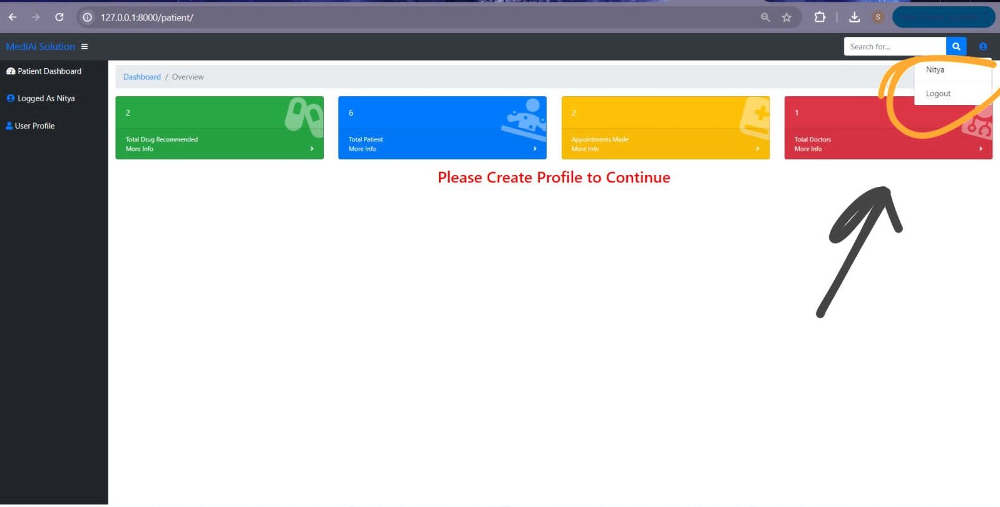 127.0.0.1:8000/patient/
S
MediAi Solution
Search for...
Patient Dashboard
Logged As Nitya
User Profile
Dashboard / Overview
Nitya
Logout
2
Total Drug Recommended
More Info
6
Total Patient
More Info
2
Appointments Made
More Info
1
Total Doctors
More Info
Please Create Profile to Continue